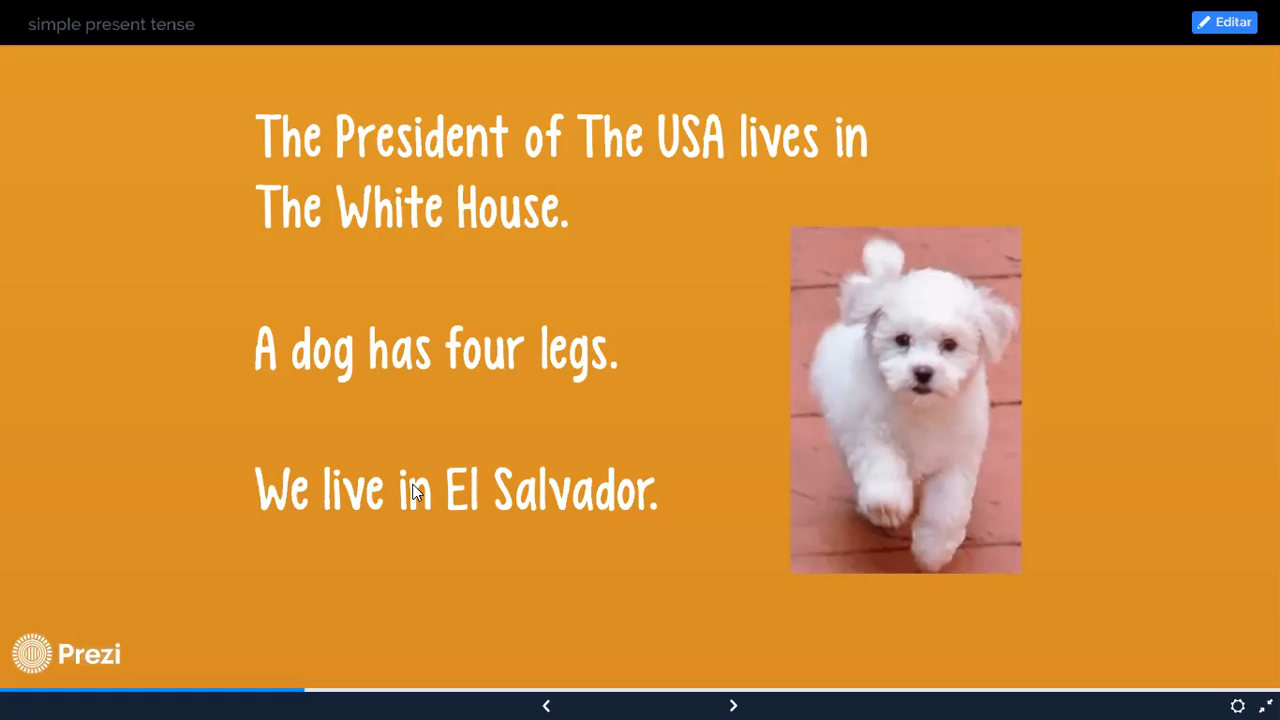 simple present tense
Editar
The President of The USA lives in
The White House.
A dog has four legs.
We live in El Salvador.
Prezi